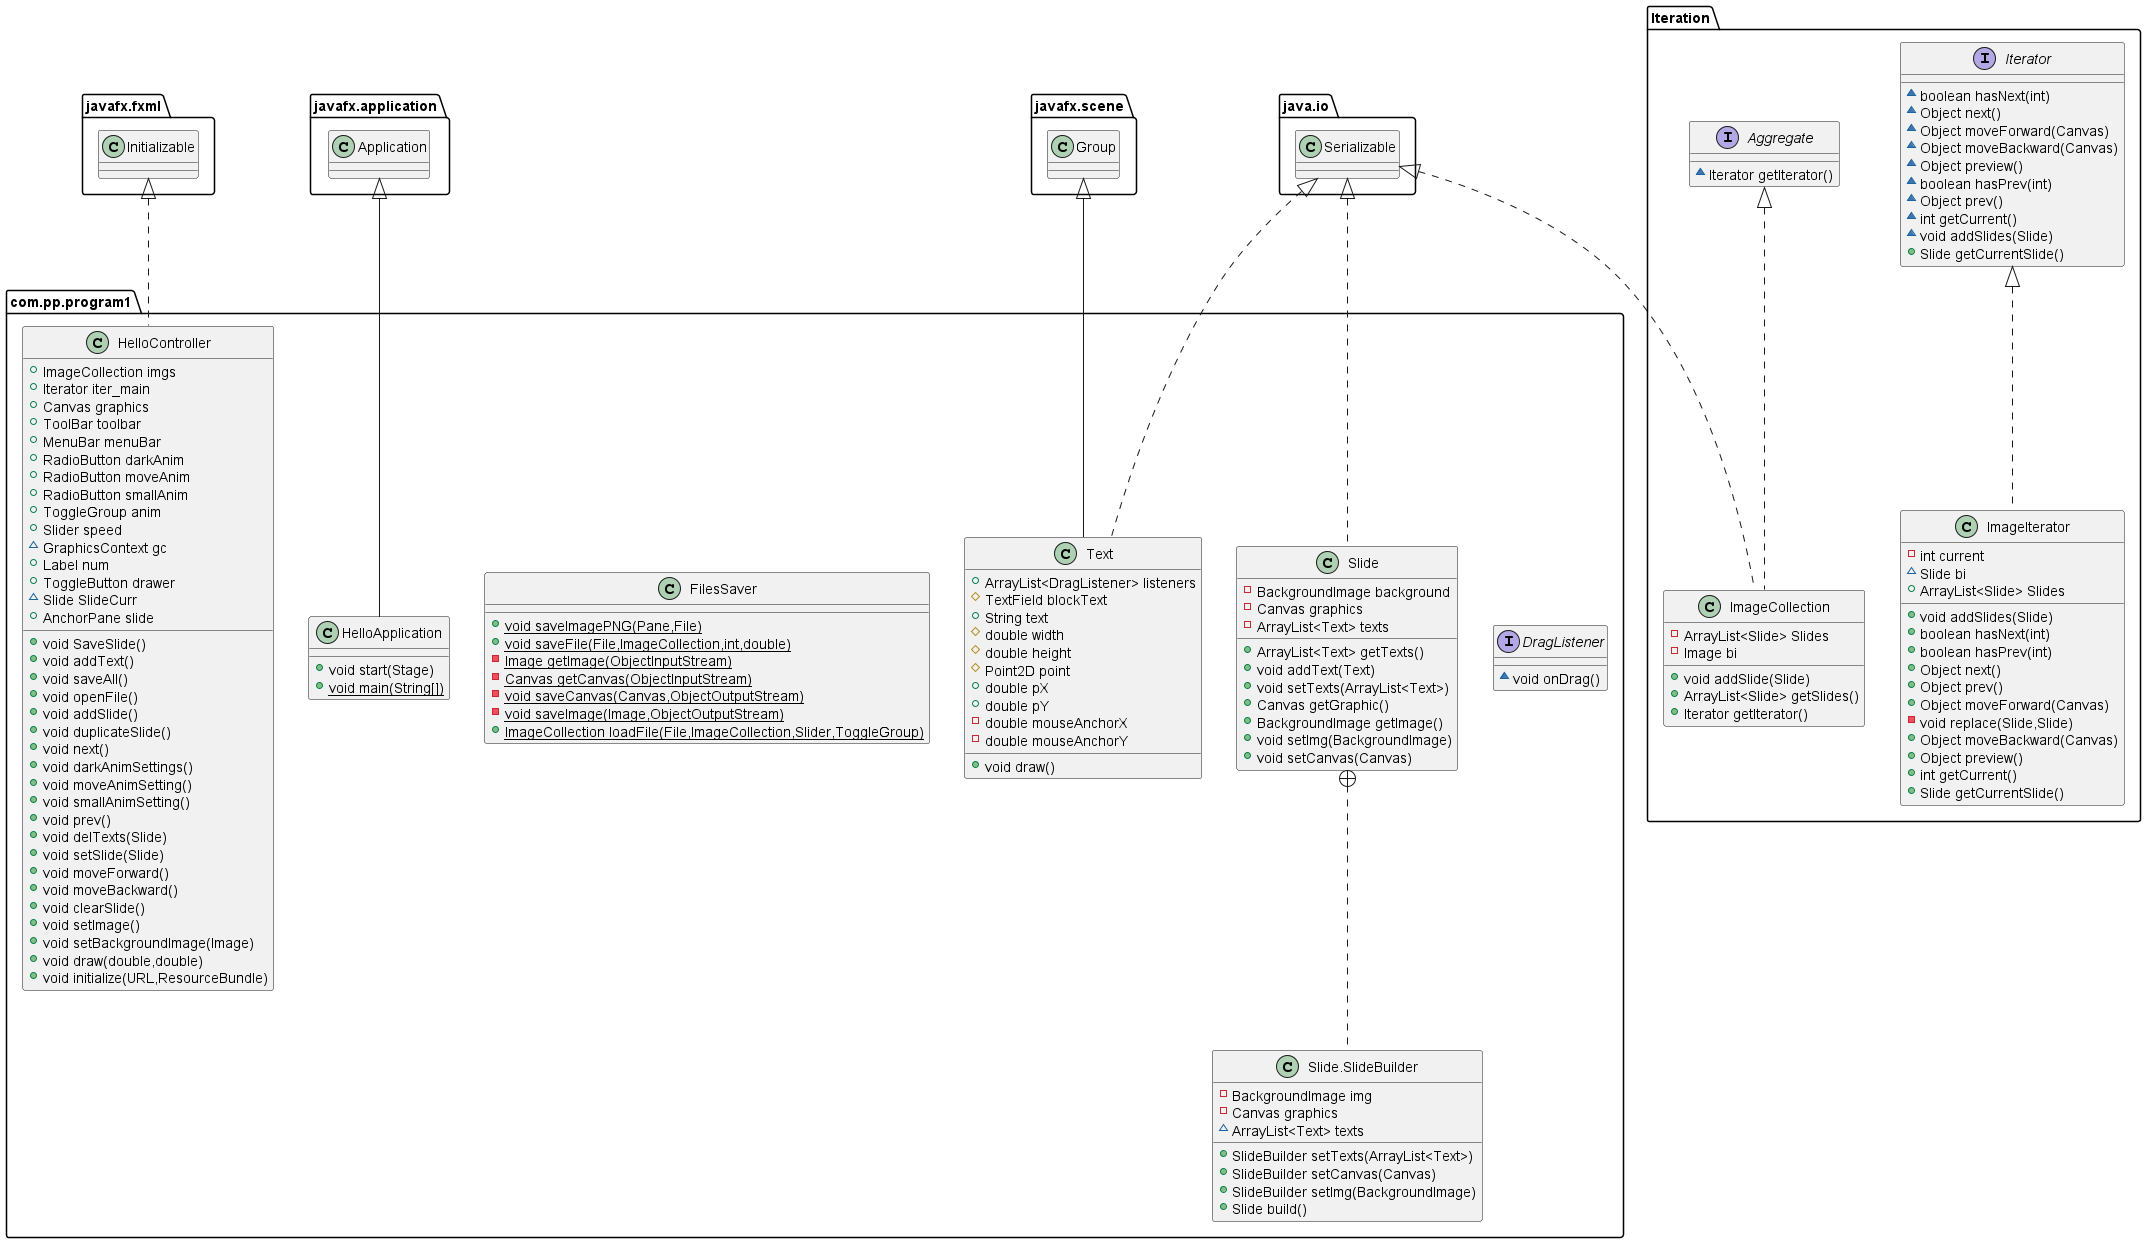 Iteration
I Iterator
boolean hasNext(int)
Object next()
Object moveForward(Canvas)
Object moveBackward(Canvas)
Object preview()
boolean hasPrev(int)
Object prev()
int getCurrent()
void addSlides(Slide)
Slide getCurrentSlide()
I Aggregate
Iterator getIterator()
javafx.fxml
C Initializable
javafx.application
C Application
javafx.scene
C Group
java.io
C Serializable
com.pp.program1
C HelloController
ImageCollection imgs
Iterator iter_main
Canvas graphics
ToolBar toolbar
MenuBar menuBar
RadioButton darkAnim
RadioButton moveAnim
RadioButton smallAnim
ToggleGroup anim
Slider speed
GraphicsContext gc
Label num
ToggleButton drawer
Slide SlideCurr
AnchorPane slide
void SaveSlide()
void addText()
void saveAll()
void openFile()
void addSlide()
void duplicateSlide()
void next()
void darkAnimSettings()
void moveAnimSetting()
void smallAnimSetting()
void prev()
void delTexts(Slide)
void setSlide(Slide)
void moveForward()
void moveBackward()
void clearSlide()
void setImage()
void setBackgroundImage(Image)
void draw(double,double)
void initialize(URL,ResourceBundle)
C HelloApplication
void start(Stage)
void main(String[])
C FilesSaver
void saveImagePNG(Pane,File)
void saveFile(File,ImageCollection,int,double)
Image getImage(ObjectInputStream)
Canvas getCanvas(ObjectInputStream)
void saveCanvas(Canvas,ObjectOutputStream)
void saveImage(Image,ObjectOutputStream)
ImageCollection loadFile(File,ImageCollection,Slider,ToggleGroup)
C Text
ArrayList<DragListener> listeners
TextField blockText
String text
double width
double height
Point2D point
double pX
double pY
double mouseAnchorX
double mouseAnchorY
void draw()
C Slide
BackgroundImage background
Canvas graphics
ArrayList<Text> texts
ArrayList<Text> getTexts()
void addText(Text)
void setTexts(ArrayList<Text>)
Canvas getGraphic()
BackgroundImage getImage()
void setImg(BackgroundImage)
void setCanvas(Canvas)
I DragListener
void onDrag()
C ImageCollection
ArrayList<Slide> Slides
Image bi
void addSlide(Slide)
ArrayList<Slide> getSlides()
Iterator getIterator()
C ImageIterator
int current
Slide bi
ArrayList<Slide> Slides
void addSlides(Slide)
boolean hasNext(int)
boolean hasPrev(int)
Object next()
Object prev()
Object moveForward(Canvas)
void replace(Slide,Slide)
Object moveBackward(Canvas)
Object preview()
int getCurrent()
Slide getCurrentSlide()
C Slide.SlideBuilder
BackgroundImage img
Canvas graphics
ArrayList<Text> texts
SlideBuilder setTexts(ArrayList<Text>)
SlideBuilder setCanvas(Canvas)
SlideBuilder setImg(BackgroundImage)
Slide build()